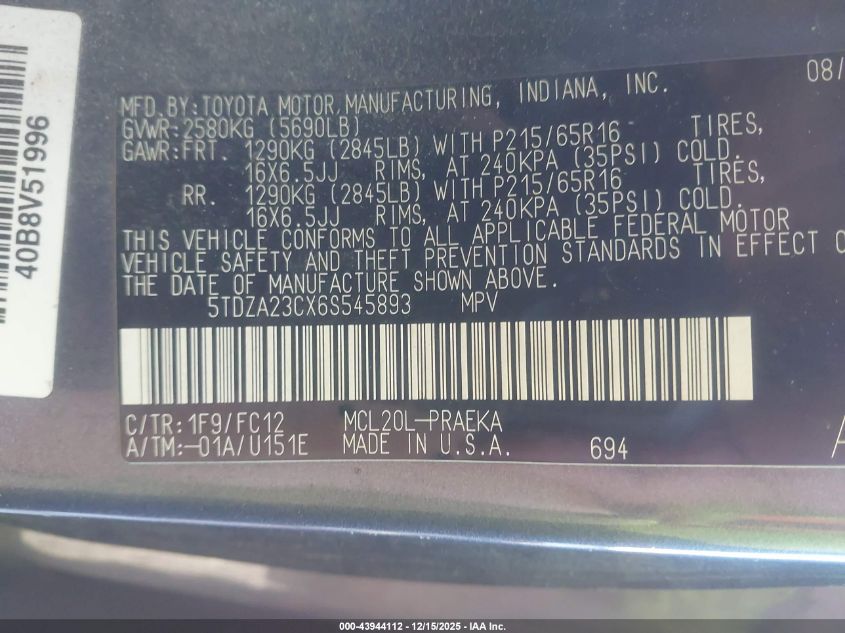 40B8V51996
08/
MFD.BY:TOYOTA MOTOR MANUFACTURING, INDIANA, INC.
GVWR:2580KG (5690LB)
GAWR:FRT. 1290KG (2845LB) WITH P215/65R16 TIRES,
16X6.5JJ RIMS, AT 240KPA (35PSI) COLD.
RR. 1290KG (2845LB) WITH P215/65R16 TIRES,
16X6.5JJ RIMS, AT 240KPA (35PSI) COLD.
THIS VEHICLE CONFORMS TO ALL APPLICABLE FEDERAL MOTOR
VEHICLE SAFETY AND THEFT PREVENTION STANDARDS IN EFFECT
THE DATE OF MANUFACTURE SHOWN ABOVE.
5TDZA23CX6S545893 MPV
C/TR:1F9/FC12 MCL20L-PRAEKA
A/TM:-01A/U151E MADE IN U.S.A. 694
000-43944112 - 12/15/2025 - IAA Inc.